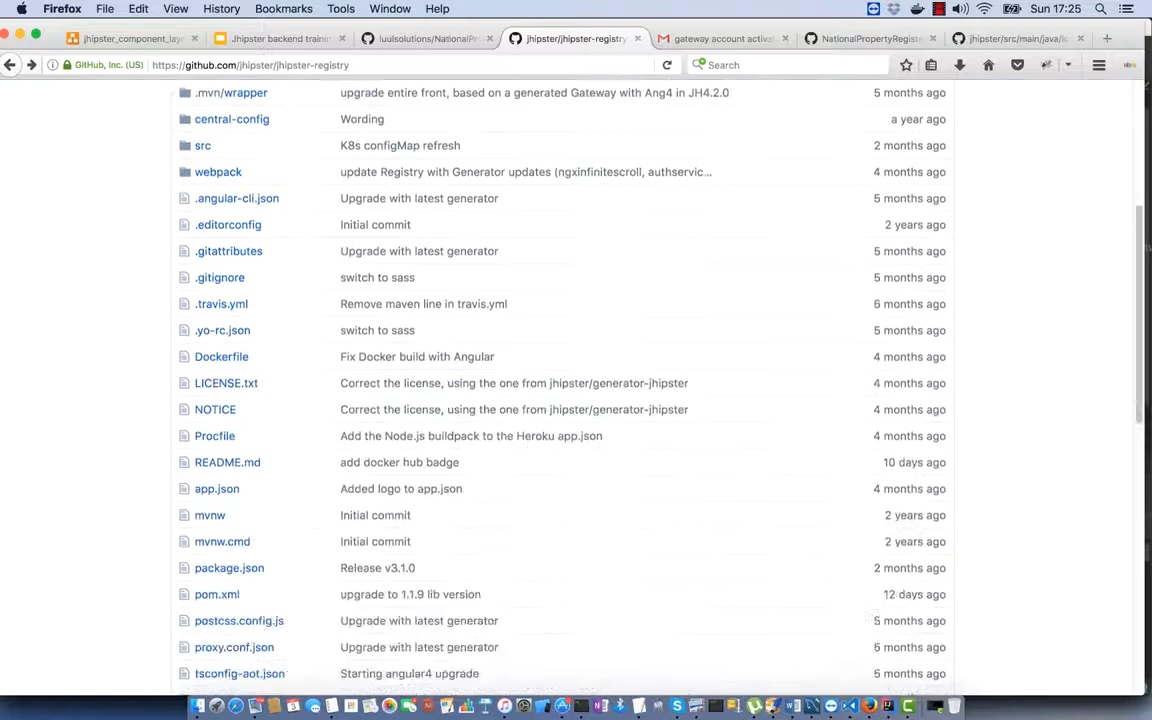 Firefox File Edit View History Bookmarks Tools Window Help Sun 17:25
jhipster_component_lay Jhipster backend traini luulsolutions/NationalPr jhipster/jhipster-registry gateway account activat NationalPropertyRegiste jhipster/src/main/java/ic
GitHub, Inc. (US) https://github.com/jhipster/jhipster-registry Search
.mvn/wrapper upgrade entire front, based on a generated Gateway with Ang4 in JH4.2.0 5 months ago
central-config Wording a year ago
src K8s configMap refresh 2 months ago
webpack update Registry with Generator updates (ngxinfinitescroll, authservic... 4 months ago
.angular-cli.json Upgrade with latest generator 5 months ago
.editorconfig Initial commit 2 years ago
.gitattributes Upgrade with latest generator 5 months ago
.gitignore switch to sass 5 months ago
.travis.yml Remove maven line in travis.yml 6 months ago
.yo-rc.json switch to sass 5 months ago
Dockerfile Fix Docker build with Angular 4 months ago
LICENSE.txt Correct the license, using the one from jhipster/generator-jhipster 4 months ago
NOTICE Correct the license, using the one from jhipster/generator-jhipster 4 months ago
Procfile Add the Node.js buildpack to the Heroku app.json 4 months ago
README.md add docker hub badge 10 days ago
app.json Added logo to app.json 4 months ago
mvnw Initial commit 2 years ago
mvnw.cmd Initial commit 2 years ago
package.json Release v3.1.0 2 months ago
pom.xml upgrade to 1.1.9 lib version 12 days ago
postcss.config.js Upgrade with latest generator 5 months ago
proxy.conf.json Upgrade with latest generator 5 months ago
tsconfig-aot.json Starting angular4 upgrade 5 months ago